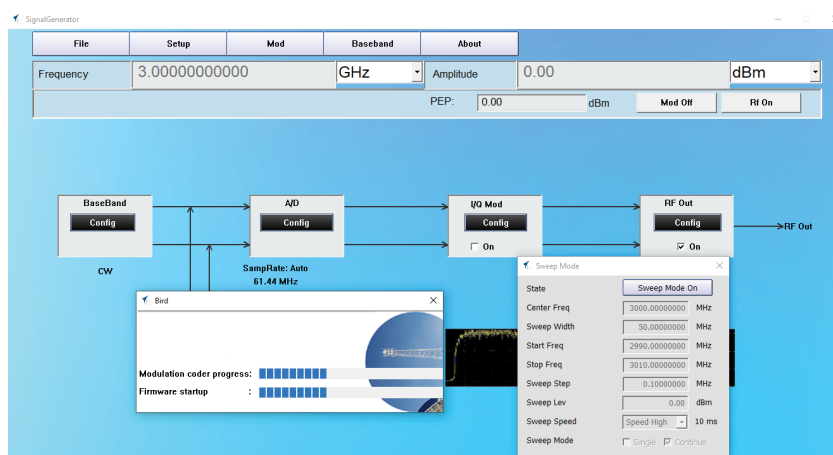 SignalGenerator
File Setup Mod Baseband About
Frequency 3.00000000000 GHz Amplitude 0.00 dBm
PEP: 0.00 dBm Mod Off Rf On
BaseBand A/D I/Q Mod RF Out
Config Config Config Config
RF Out
On On
CW SampRate: Auto
61.44 MHz
Bird
Modulation coder progress:
Firmware startup :
Sweep Mode
State Sweep Mode On
Center Freq 3000.00000000 MHz
Sweep Width 50.00000000 MHz
Start Freq 2990.00000000 MHz
Stop Freq 3010.00000000 MHz
Sweep Step 0.10000000 MHz
Sweep Lev 0.00 dBm
Sweep Speed Speed High 10 ms
Sweep Mode Single Continue